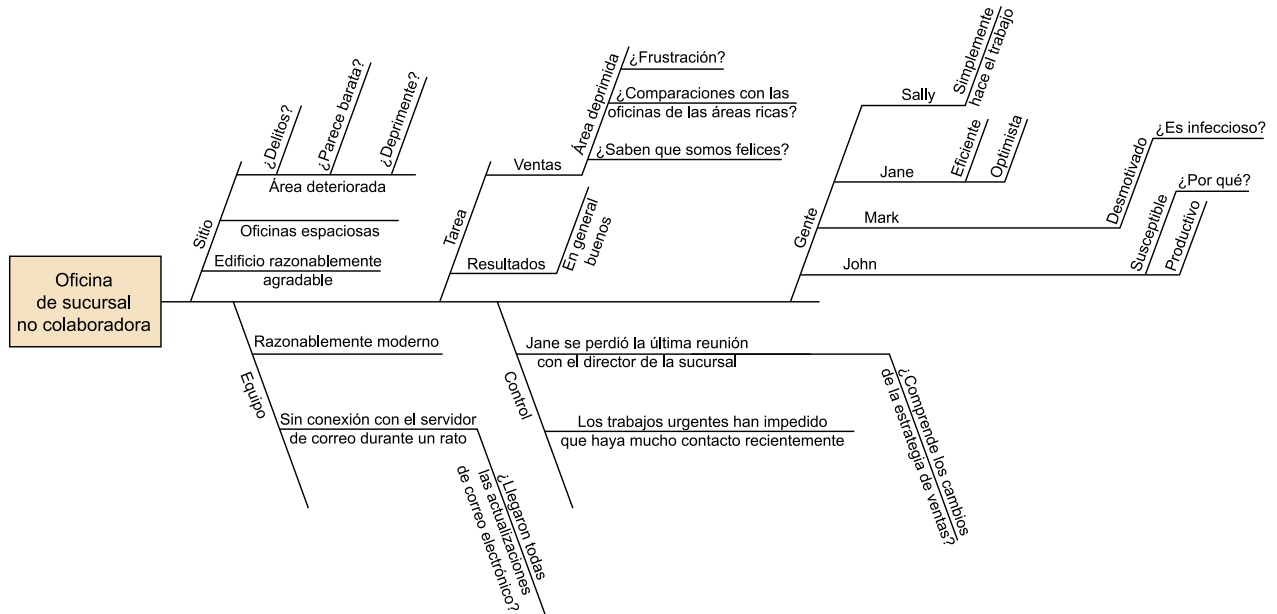 Oficina
de sucursal
no colaboradora
Sitio
¿Delitos?
¿Parece barata?
¿Deprimente?
Área deteriorada
Oficinas espaciosas
Edificio razonablemente
agradable
Tarea
Ventas
Área deprimida
¿Frustración?
¿Comparaciones con las
oficinas de las áreas ricas?
¿Saben que somos felices?
Resultados
En general
buenos
Gente
Sally
Simplemente
hace el trabajo
Jane
Eficiente
Optimista
Mark
Desmotivado
¿Es infeccioso?
John
Susceptible
¿Por qué?
Productivo
Equipo
Razonablemente moderno
Sin conexión con el servidor
de correo durante un rato
¿Llegaron todas
las actualizaciones
de correo electrónico?
Control
Jane se perdió la última reunión
con el director de la sucursal
¿Comprende los cambios
de la estrategia de ventas?
Los trabajos urgentes han impedido
que haya mucho contacto recientemente